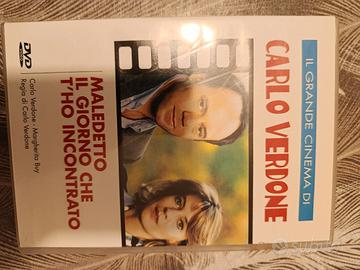 IL GRANDE CINEMA DI
CARLO VERDONE
MALEDETTO
IL GIORNO CHE
T'HO INCONTRATO
Carlo Verdone - Margherita Buy
Regia di Carlo Verdone
DVD
subito